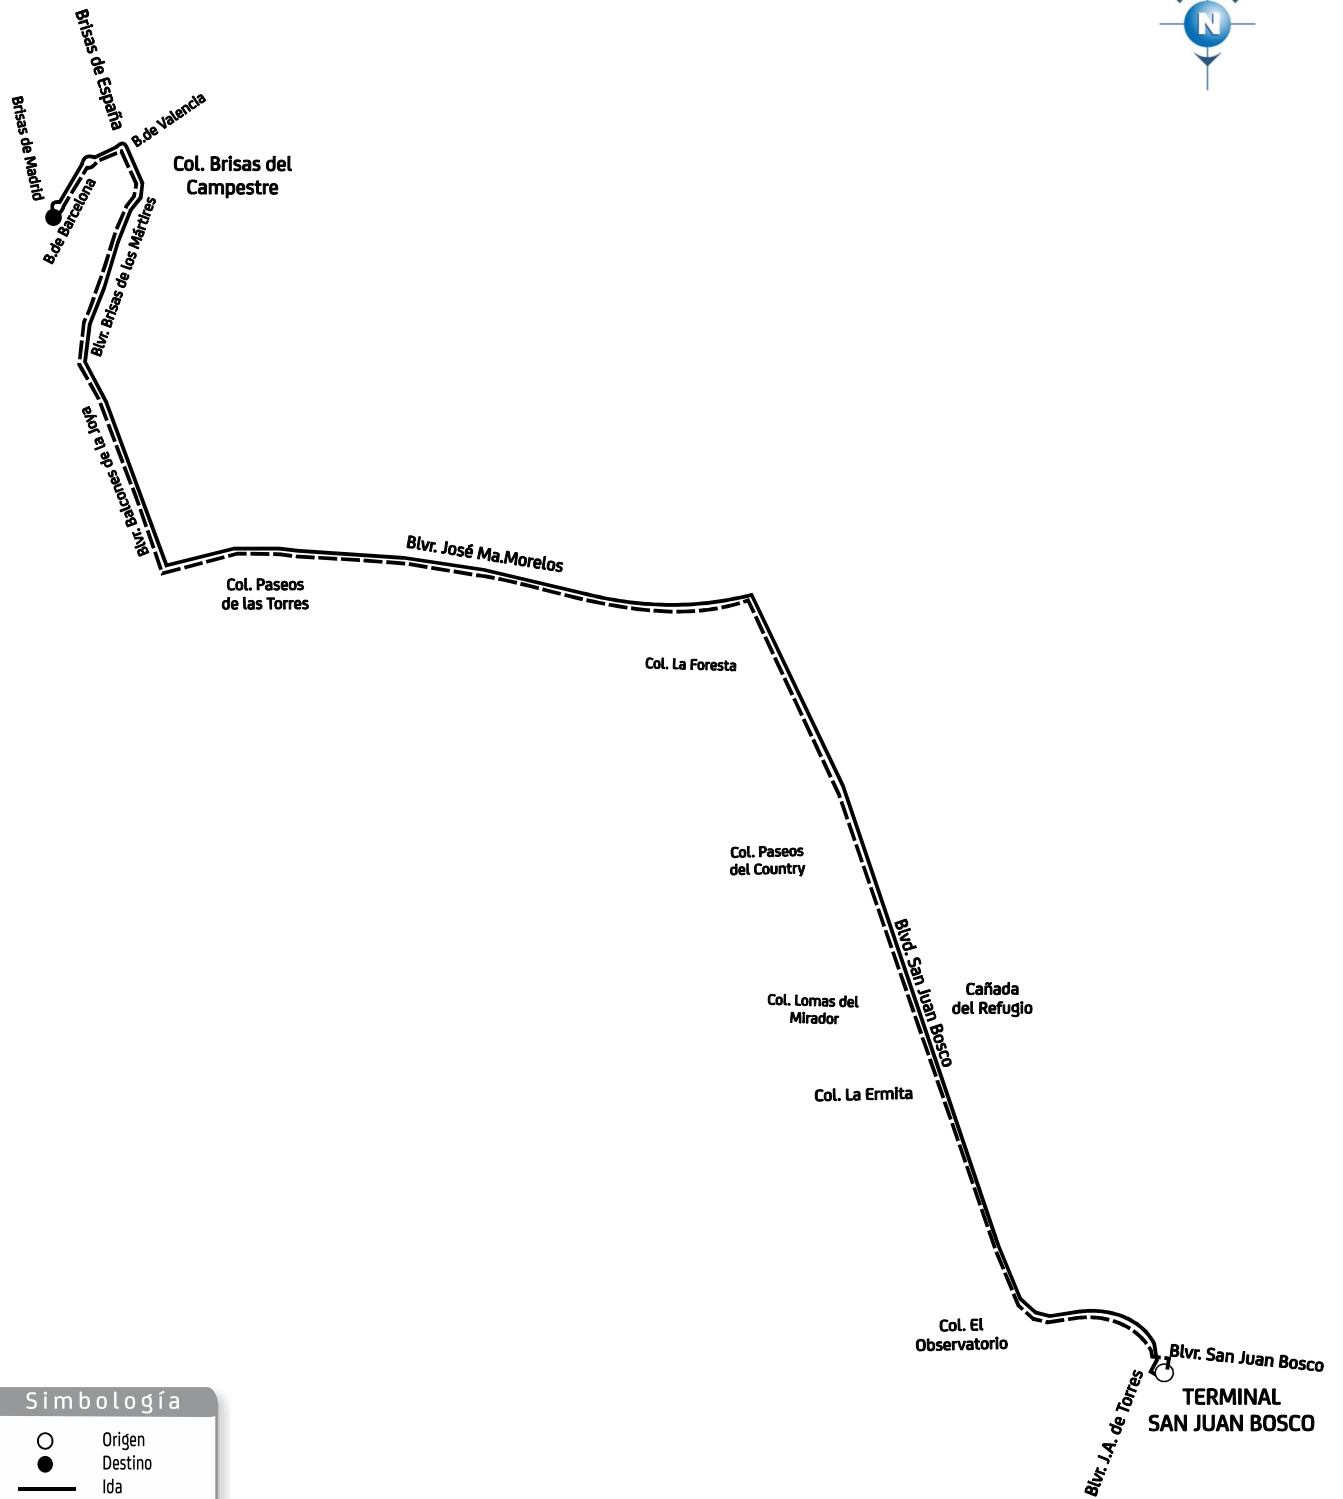 N
Brisas de España
Brisas de Madrid
B.de Valencia
Col. Brisas del
Campestre
B.de Barcelona
Blvr. Brisas de los Mártires
Blvr. Balcones de la Joya
Blvr. José Ma.Morelos
Col. Paseos
de las Torres
Col. La Foresta
Col. Paseos
del Country
Blvd. San Juan Bosco
Cañada
del Refugio
Col. Lomas del
Mirador
Col. La Ermita
Col. El
Observatorio
Blvr. San Juan Bosco
Blvr. J.A. de Torres
TERMINAL
SAN JUAN BOSCO
Simbología
Origen
Destino
Ida